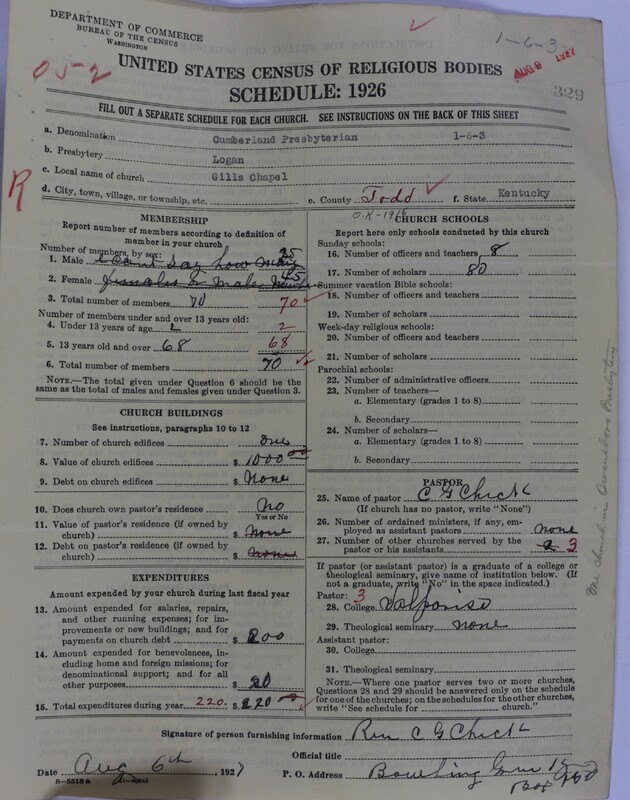 DEPARTMENT OF COMMERCE
BUREAU OF THE CENSUS
WASHINGTON
1-6-3
AUG 8 1927
052
329
UNITED STATES CENSUS OF RELIGIOUS BODIES
SCHEDULE: 1926
FILL OUT A SEPARATE SCHEDULE FOR EACH CHURCH. SEE INSTRUCTIONS ON THE BACK OF THIS SHEET
a. Denomination Cumberland Presbyterian 1-6-3
b. Presbytery Logan
c. Local name of church Gills Chapel
R
d. City, town, village, or township, etc. e. County Todd f. State Kentucky
O.K-1916
MEMBERSHIP
Report number of members according to definition of
member in your church
Number of members, by sex:
1. Male I Cant Say how Many 25
2. Female females & Males 45
3. Total number of members 70 70
Number of members under and over 13 years old:
4. Under 13 years of age 2 2
5. 13 years old and over 68 68
6. Total number of members 70
NOTE.—The total given under Question 6 should be
the same as the total of males and females given under Question 3.
CHURCH BUILDINGS
See instructions, paragraphs 10 to 12
7. Number of church edifices one
8. Value of church edifices $ 1000 00
9. Debt on church edifices $ None
10. Does church own pastor's residence No
Yes or No
11. Value of pastor's residence (if owned by
church) $ None
12. Debt on pastor's residence (if owned by
church) $ none
EXPENDITURES
Amount expended by your church during last fiscal year
13. Amount expended for salaries, repairs,
and other running expenses; for im-
provements or new buildings; and for
payments on church debt $ 200
14. Amount expended for benevolences,
including home and foreign missions; for
denominational support; and for all
other purposes $ 20
15. Total expenditures during year 220. $ 220
CHURCH SCHOOLS
Report here only schools conducted by this church
Sunday schools:
16. Number of officers and teachers 8
17. Number of scholars 80
Summer vacation Bible schools:
18. Number of officers and teachers
19. Number of scholars
Week-day religious schools:
20. Number of officers and teachers
21. Number of scholars
Parochial schools:
22. Number of administrative officers
23. Number of teachers—
a. Elementary (grades 1 to 8)
b. Secondary
24. Number of scholars—
a. Elementary (grades 1 to 8)
b. Secondary
PASTOR
25. Name of pastor C G Chick
(If church has no pastor, write "None")
26. Number of ordained ministers, if any, em-
ployed as assistant pastors none
27. Number of other churches served by the
pastor or his assistants 3
If pastor (or assistant pastor) is a graduate of a college or
theological seminary, give name of institution below. (If
not a graduate, write "No" in the space indicated.)
Pastor: 3
28. College Valpariso
29. Theological seminary none
Assistant pastor:
30. College
31. Theological seminary
NOTE.—Where one pastor serves two or more churches,
Questions 28 and 29 should be answered only on the schedule
for one of the churches; on the schedules for the other churches,
write "See schedule for church."
Signature of person furnishing information Rev C G Chick
Official title
Date Aug 6th, 1927 P. O. Address Bowling Green Ky
Box
church in Owensboro Presbytery